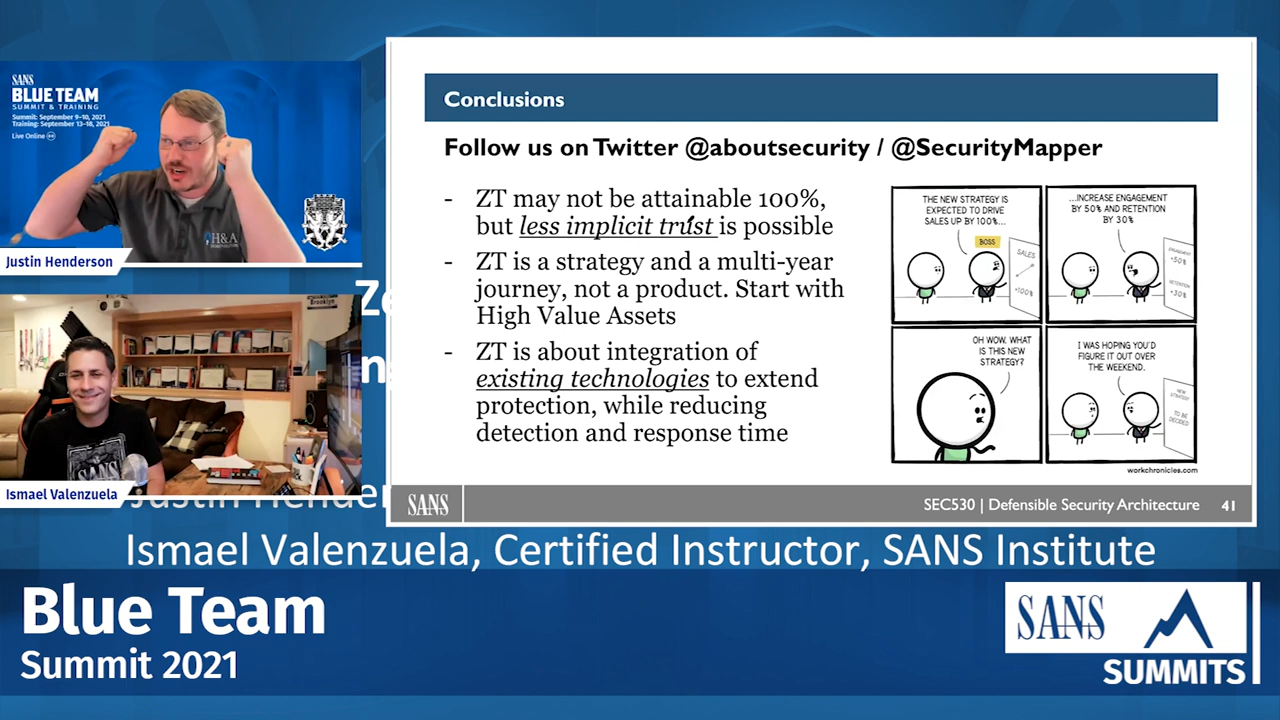 SANS
BLUE TEAM
SUMMIT & TRAINING
Summit: September 9-10, 2021
Training: September 13-18, 2021
Live Online
H&A
Justin Henderson
Brooklyn
SANS
Ismael Valenzuela
Conclusions
Follow us on Twitter @aboutsecurity / @SecurityMapper
- ZT may not be attainable 100%,
but less implicit trust is possible
- ZT is a strategy and a multi-year
journey, not a product. Start with
High Value Assets
- ZT is about integration of
existing technologies to extend
protection, while reducing
detection and response time
THE NEW STRATEGY IS
EXPECTED TO DRIVE
SALES UP BY 100%...
BOSS
SALES
+100%
...INCREASE ENGAGEMENT
BY 50% AND RETENTION
BY 30%
ENGAGEMENT
+50%
RETENTION
+30%
OH WOW. WHAT
IS THIS NEW
STRATEGY?
I WAS HOPING YOU'D
FIGURE IT OUT OVER
THE WEEKEND.
NEW
STRATEGY
TO BE
DECIDED
workchronicles.com
SANS
SEC530 | Defensible Security Architecture 41
Ze
n
Justin Hender
Ismael Valenzuela, Certified Instructor, SANS Institute
Blue Team
Summit 2021
SANS
SUMMITS